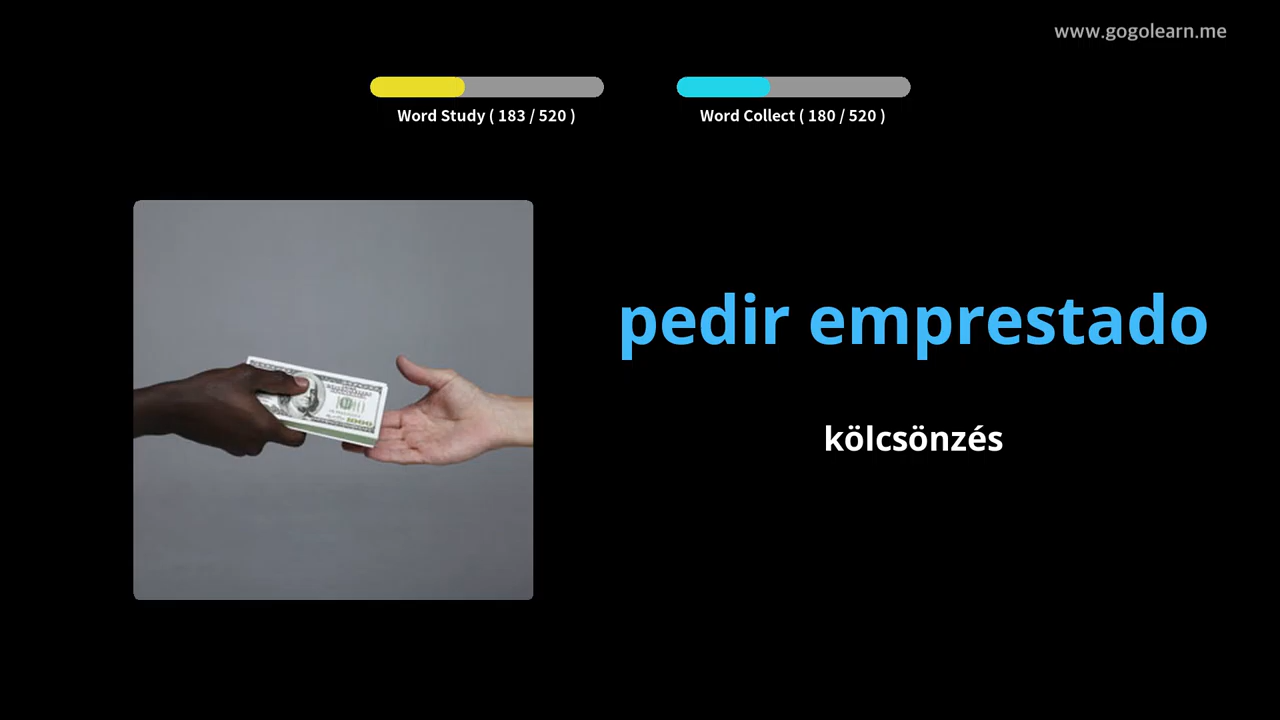 www.gogolearn.me
Word Study ( 183 / 520 )
Word Collect ( 180 / 520 )
pedir emprestado
kölcsönzés